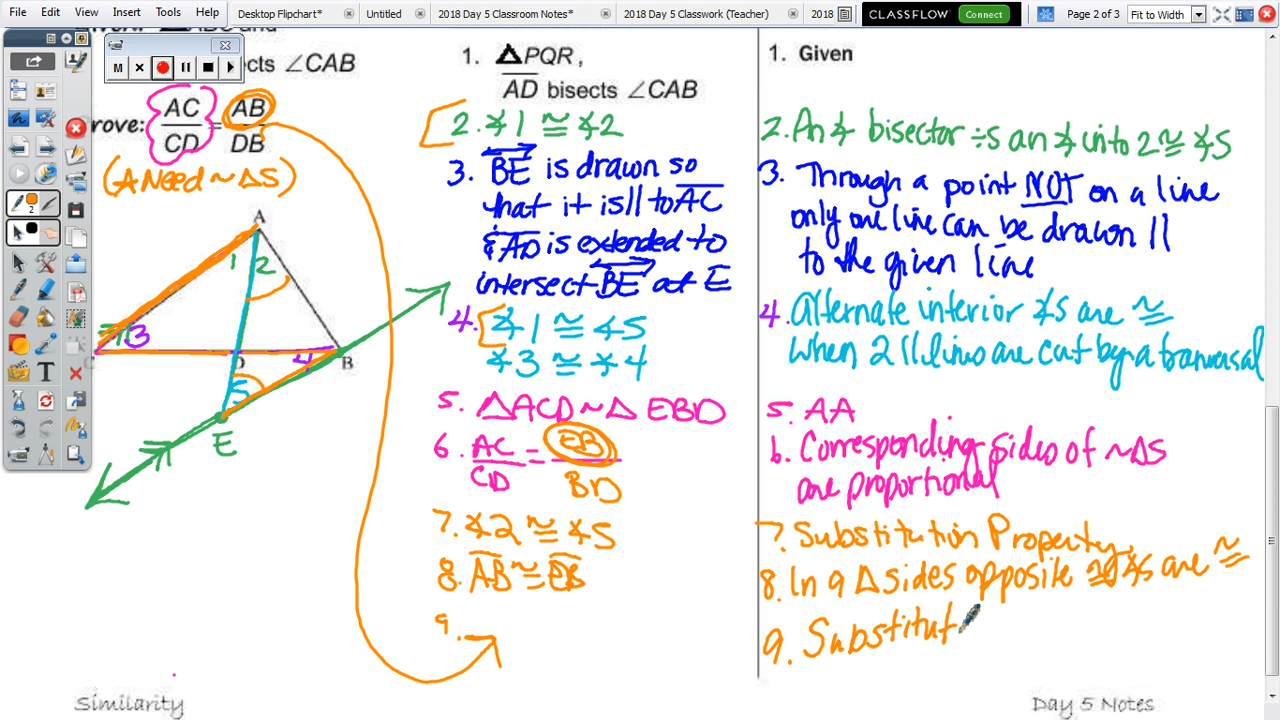 File Edit View Insert Tools Window Help
Desktop Flipchart* Untitled 2018 Day 5 Classroom Notes* 2018 Day 5 Classwork (Teacher) 2018 CLASSFLOW Connect Page 2 of 3 Fit to Width
ects ∠CAB
rove: AC/CD = AB/DB
(A Need ~ ΔS)
A
1 2
3
C D 4 B
5
E
1. ΔPQR,
AD bisects ∠CAB
2. ∡1 ≅ ∡2
3. BE is drawn so
that it is || to AC
& AD is extended to
intersect BE at E
4. ∡1 ≅ ∡5
∡3 ≅ ∡4
5. ΔACD ~ Δ EBD
6. AC/CD = EB/BD
7. ∡2 ≅ ∡5
8. AB ≅ EB
9.
1. Given
2. An ∡ bisector ÷s an ∡ into 2 ≅ ∡s
3. Through a point NOT on a line
only one line can be drawn ||
to the given line
4. Alternate interior ∡s are ≅
when 2 || lines are cut by a tranversal
5. AA
6. Corresponding sides of ~Δs
are proportional
7. Substitution Property
8. In a Δ sides opposite ≅ ∡s are ≅
9. Substitut
Similarity
Day 5 Notes